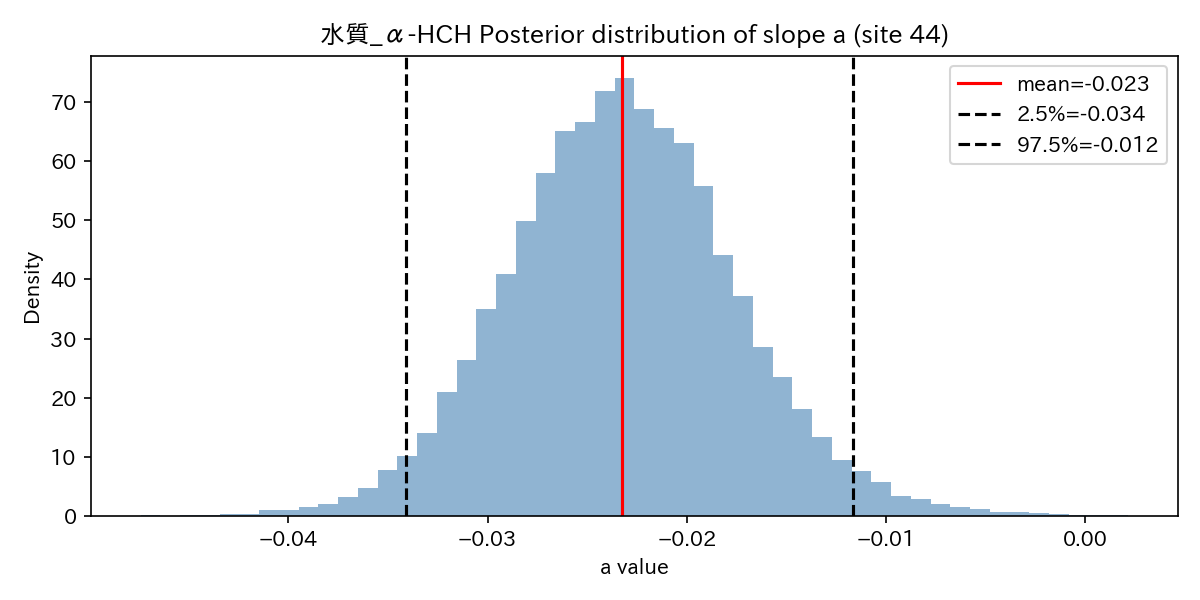 水質_α-HCH Posterior distribution of slope a (site 44)
mean=-0.023
2.5%=-0.034
97.5%=-0.012
Density
70
60
50
40
30
20
10
0
−0.04 −0.03 −0.02 −0.01 0.00
a value